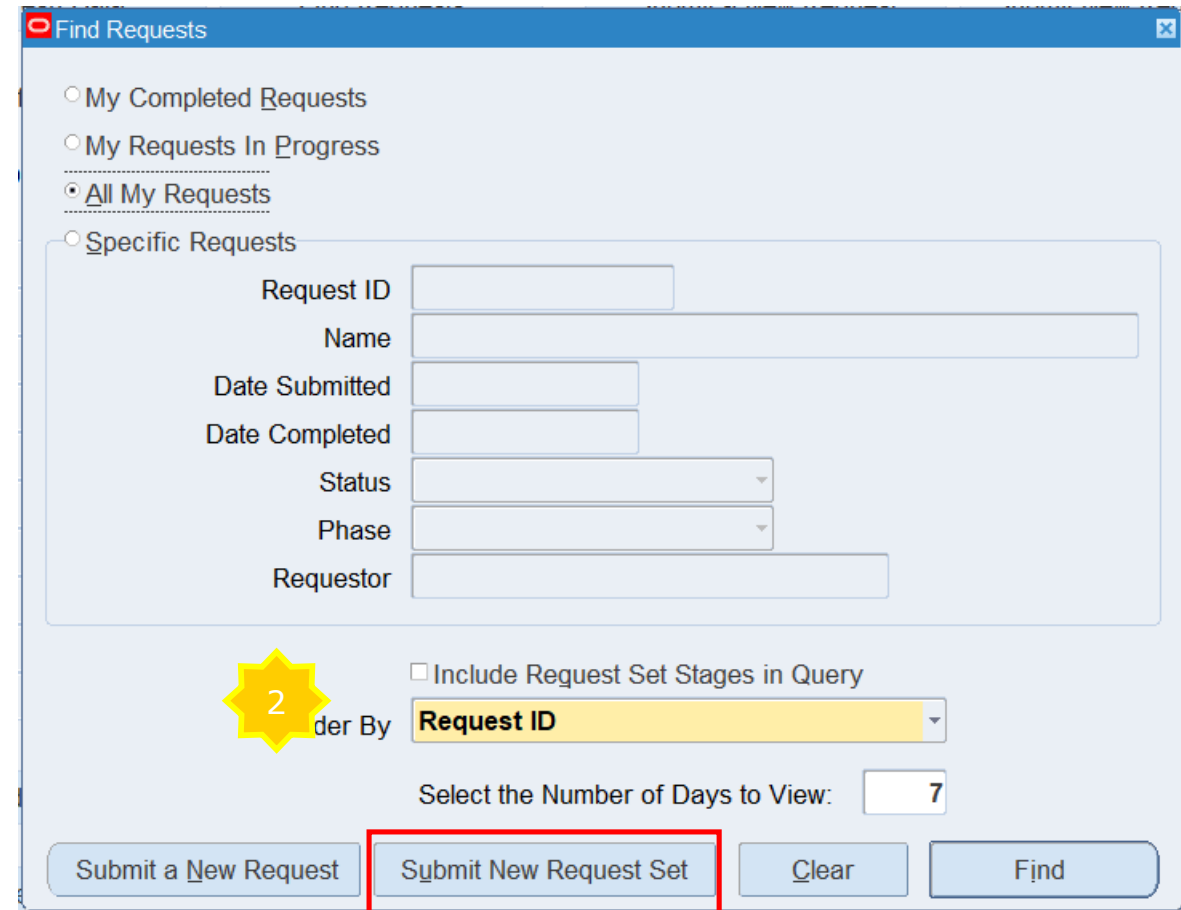 Find Requests
My Completed Requests
My Requests In Progress
All My Requests
Specific Requests
Request ID
Name
Date Submitted
Date Completed
Status
Phase
Requestor
Include Request Set Stages in Query
2
der By Request ID
Select the Number of Days to View: 7
Submit a New Request Submit New Request Set Clear Find